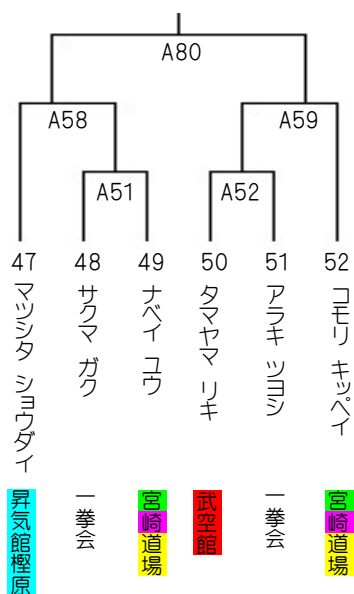 A80
A58
A59
A51
A52
47
48
49
50
51
52
マツシタ ショウダイ
サクマ ガク
ナベイ ユウ
タマヤマ リキ
アラキ ツヨシ
コモリ キッペイ
昇気館樫原
一拳会
宮崎道場
武空館
一拳会
宮崎道場